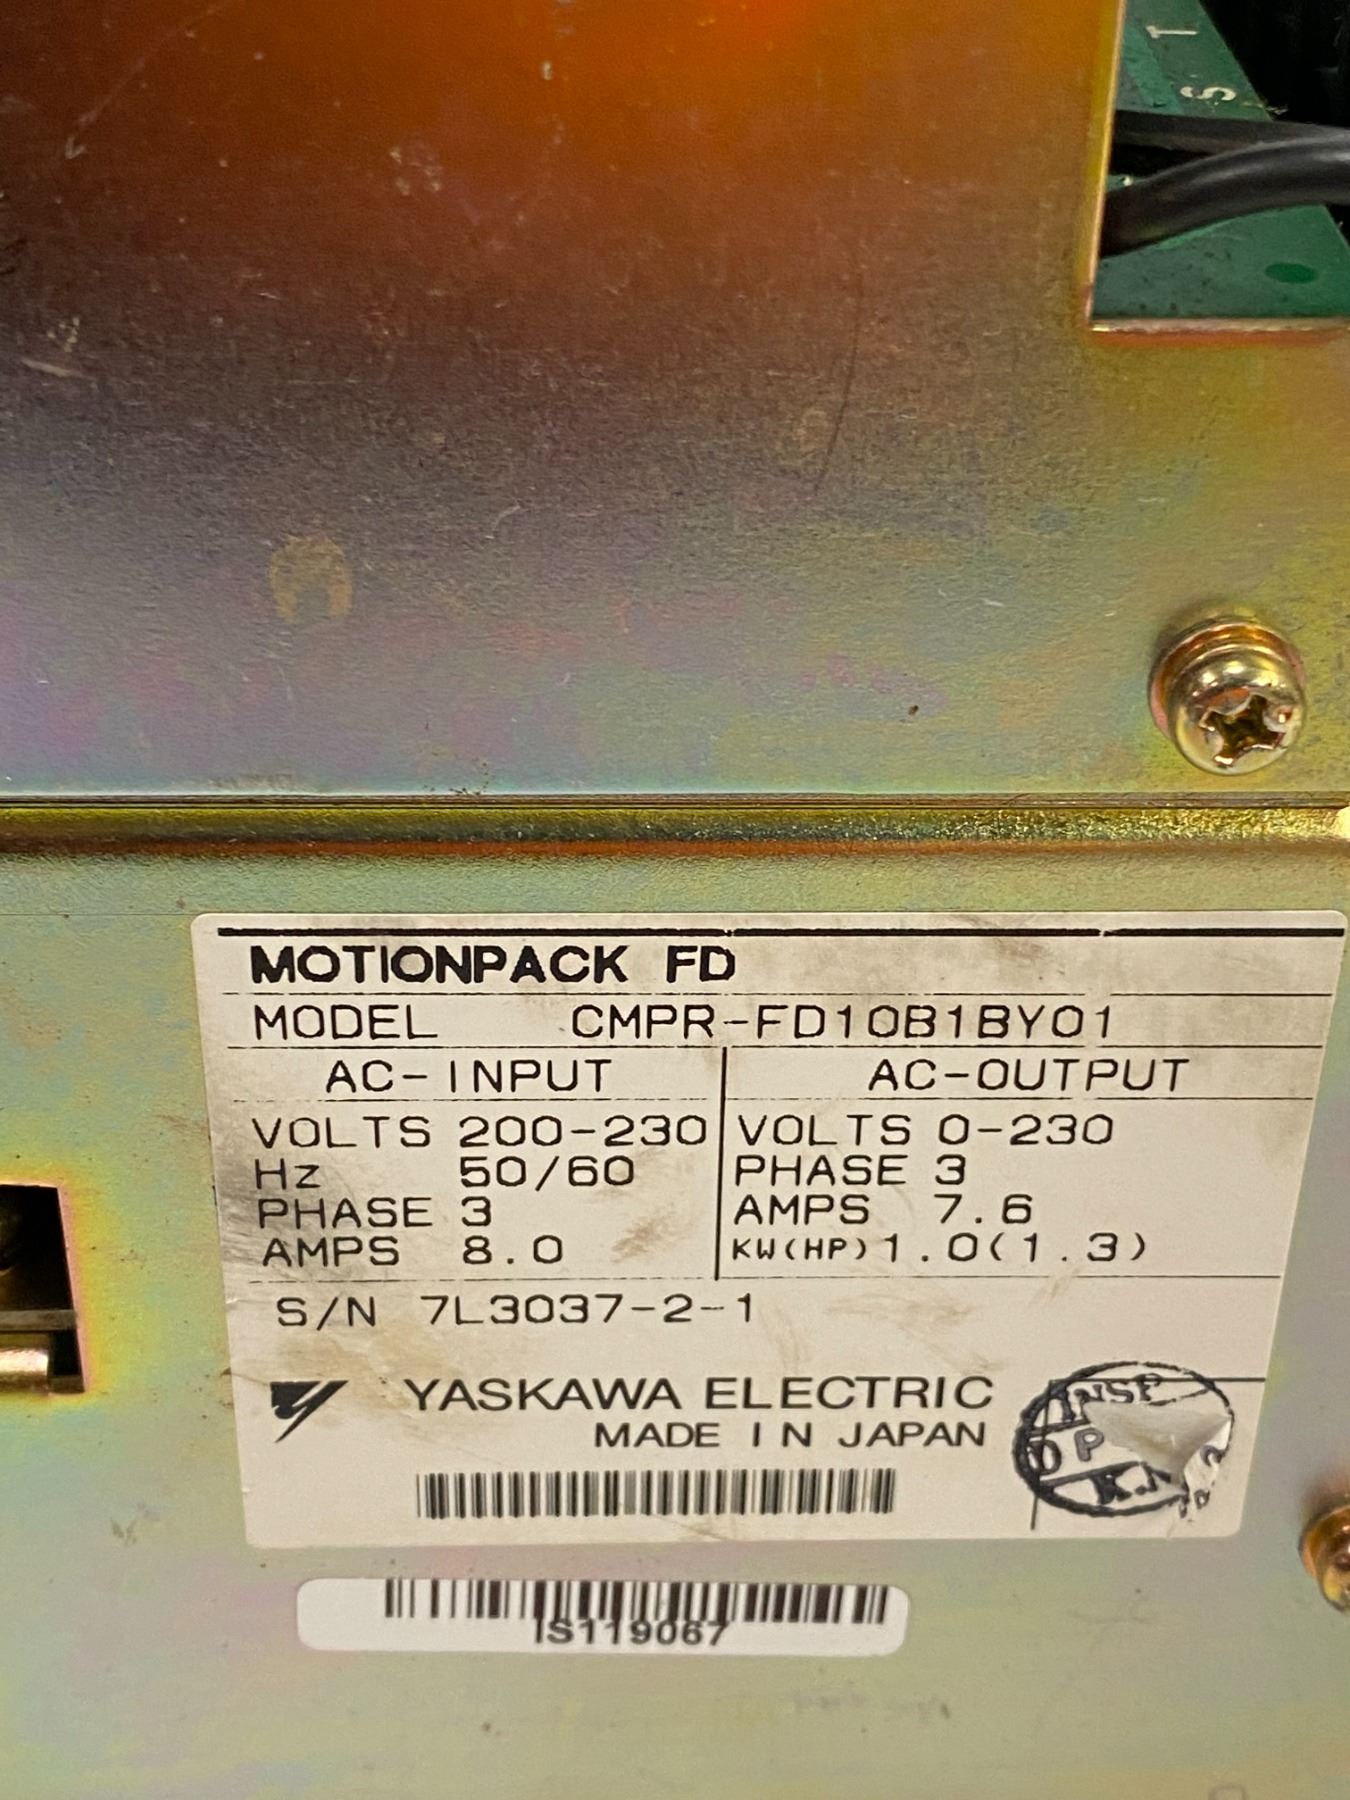 T
S
MOTIONPACK FD
MODEL CMPR-FD10B1BY01
AC-INPUT AC-OUTPUT
VOLTS 200-230 VOLTS 0-230
Hz 50/60 PHASE 3
PHASE 3 AMPS 7.6
AMPS 8.0 KW(HP) 1.0(1.3)
S/N 7L3037-2-1
YASKAWA ELECTRIC
MADE IN JAPAN
INSP
K.
IS119067